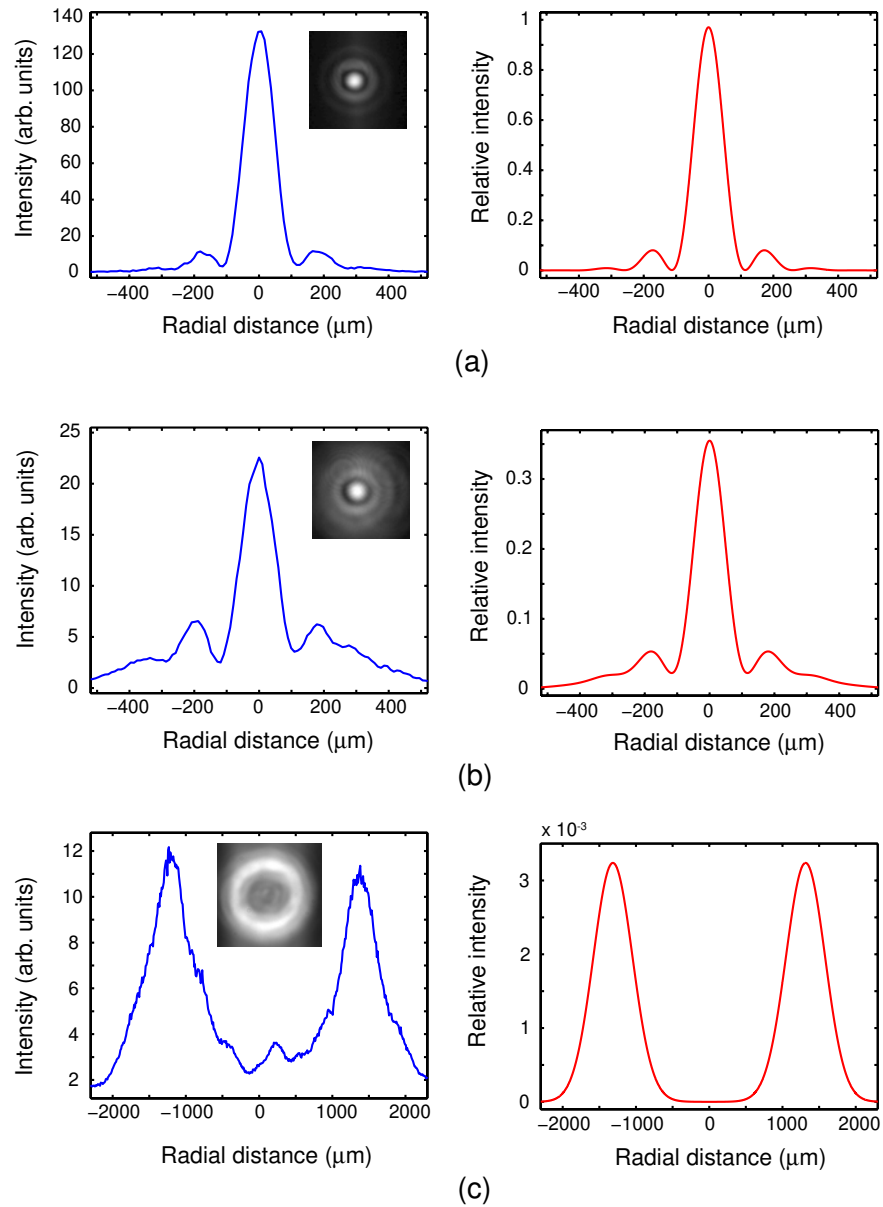 140
120
100
80
60
40
20
0
Intensity (arb. units)
−400 −200 0 200 400
Radial distance (μm)
1
0.8
0.6
0.4
0.2
0
Relative intensity
−400 −200 0 200 400
Radial distance (μm)
(a)
25
20
15
10
5
0
Intensity (arb. units)
−400 −200 0 200 400
Radial distance (μm)
0.3
0.2
0.1
0
Relative intensity
−400 −200 0 200 400
Radial distance (μm)
(b)
12
10
8
6
4
2
Intensity (arb. units)
−2000 −1000 0 1000 2000
Radial distance (μm)
x 10⁻³
3
2
1
0
Relative intensity
−2000 −1000 0 1000 2000
Radial distance (μm)
(c)